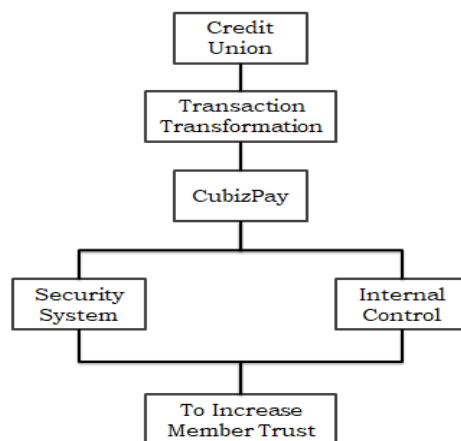 Credit
Union
Transaction
Transformation
CubizPay
Security
System
Internal
Control
To Increase
Member Trust